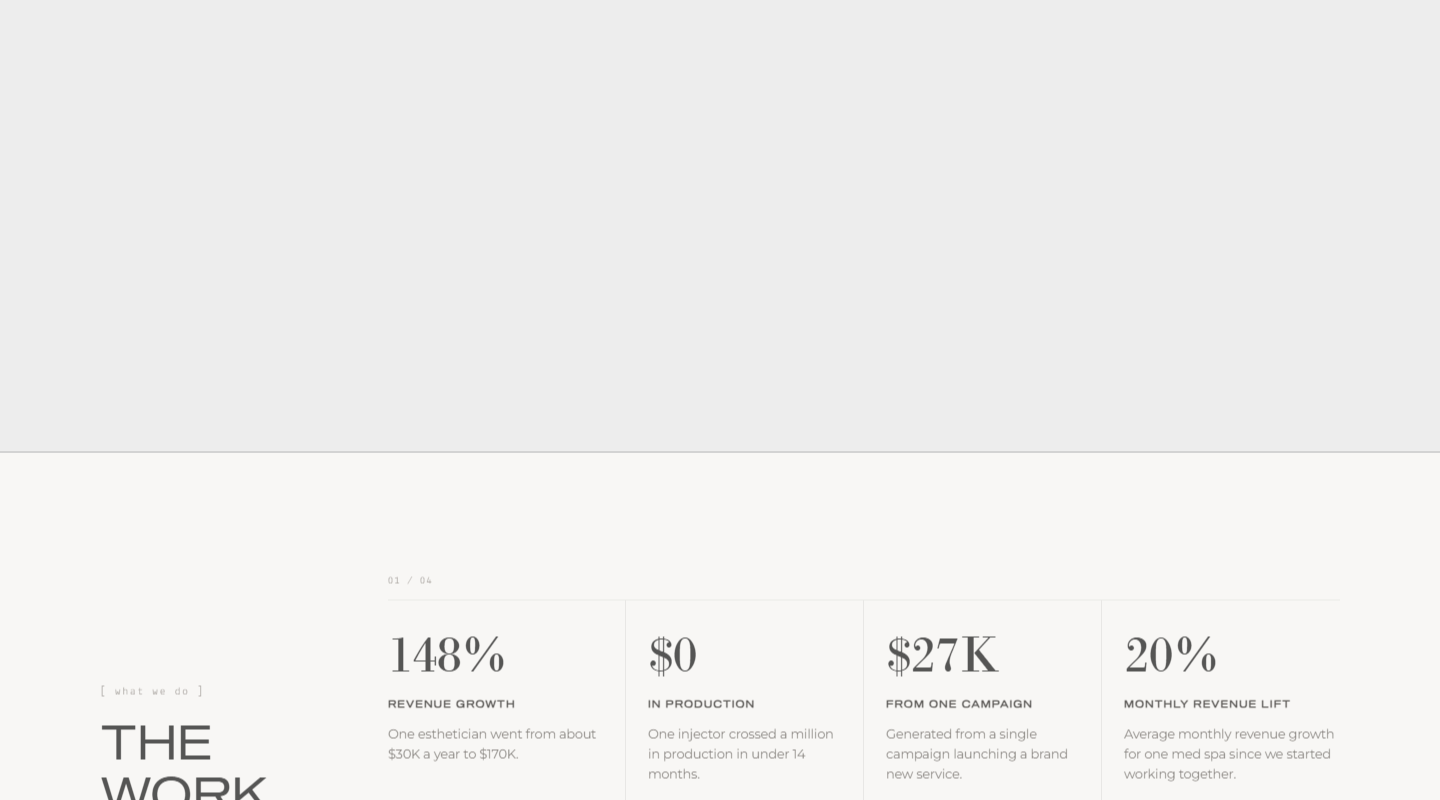 01 / 04
148%
REVENUE GROWTH
One esthetician went from about
$30K a year to $170K.
$0
IN PRODUCTION
One injector crossed a million
in production in under 14
months.
$27K
FROM ONE CAMPAIGN
Generated from a single
campaign launching a brand
new service.
20%
MONTHLY REVENUE LIFT
Average monthly revenue growth
for one med spa since we started
working together.
[ what we do ]
THE
WORK